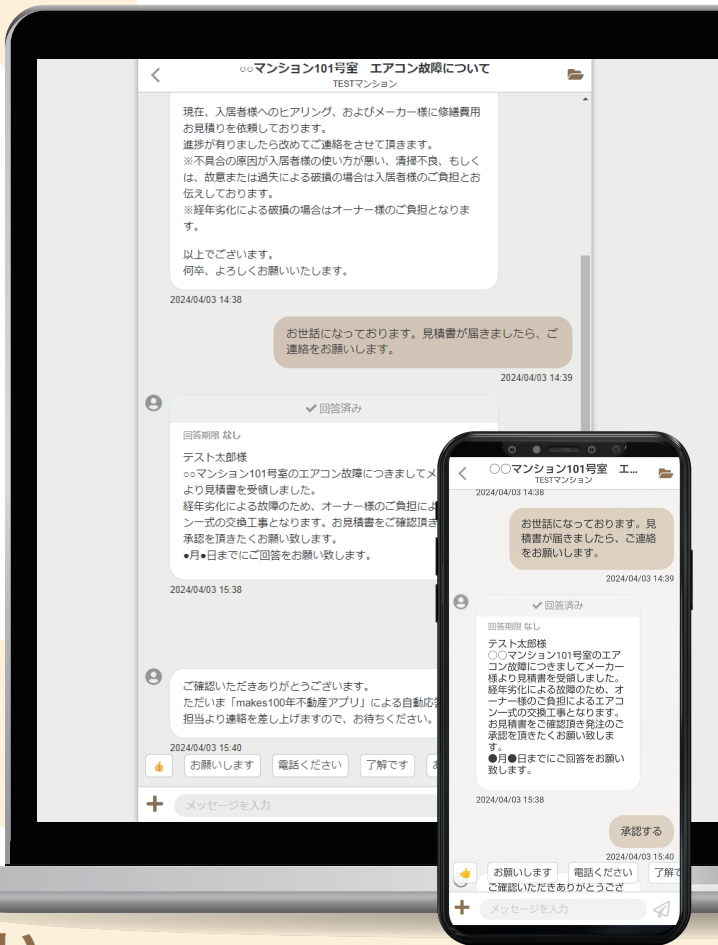 ○○マンション101号室　エアコン故障について
TESTマンション
現在、入居者様へのヒアリング、およびメーカー様に修繕費用
お見積りを依頼しております。
進捗が有りましたら改めてご連絡をさせて頂きます。
※不具合の原因が入居者様の使い方が悪い、清掃不良、もしく
は、故意または過失による破損の場合は入居者様のご負担とお
伝えしております。
※経年劣化による破損の場合はオーナー様のご負担となりま
す。
以上でございます。
何卒、よろしくお願いいたします。
2024/04/03 14:38
お世話になっております。見積書が届きましたら、ご
連絡をお願いします。
2024/04/03 14:39
回答済み
回答期限 なし
テスト太郎様
○○マンション101号室のエアコン故障につきましてメ
より見積書を受領しました。
経年劣化による故障のため、オーナー様のご負担によ
ン一式の交換工事となります。お見積書をご確認頂き
承認を頂きたくお願い致します。
●月●日までにご回答をお願い致します。
2024/04/03 15:38
ご確認いただきありがとうございます。
ただいま「makes100年不動産アプリ」による自動応答
担当より連絡を差し上げますので、お待ちください。
2024/04/03 15:40
👍 お願いします 電話ください 了解です
メッセージを入力
○○マンション101号室　エ...
TESTマンション
2024/04/03 14:38
お世話になっております。見
積書が届きましたら、ご連絡
をお願いします。
2024/04/03 14:39
回答済み
回答期限 なし
テスト太郎様
○○マンション101号室のエア
コン故障につきましてメーカー
様より見積書を受領しました。
経年劣化による故障のため、オ
ーナー様のご負担によるエアコ
ン一式の交換工事となります。
お見積書をご確認頂き発注のご
承認を頂きたくお願い致しま
す。
●月●日までにご回答をお願い
致します。
2024/04/03 15:38
承認する
2024/04/03 15:40
👍 お願いします 電話ください 了解で
ご確認いただきありがとうござ
メッセージを入力